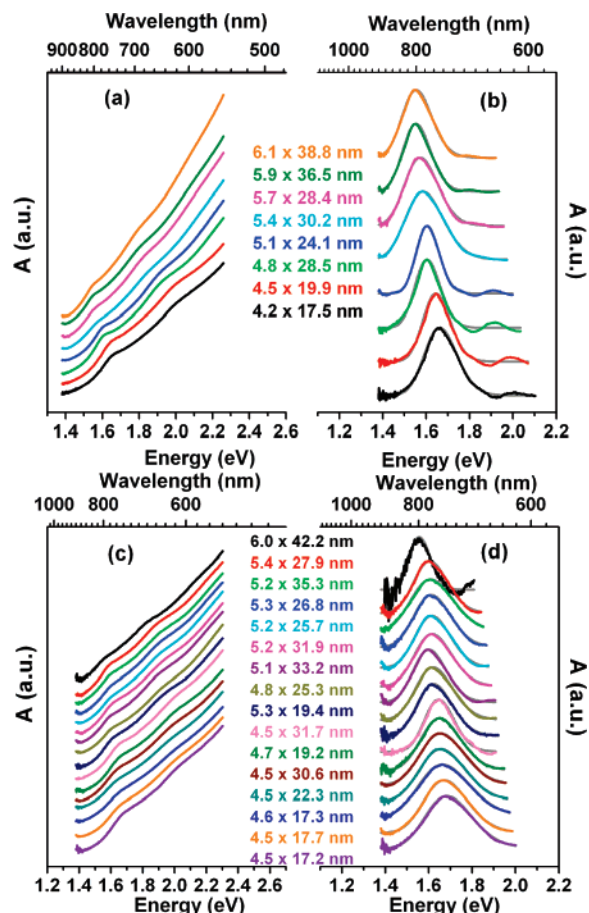 Wavelength (nm)
Wavelength (nm)
900 800 700 600 500
1000 800 600
(a)
(b)
6.1 x 38.8 nm
5.9 x 36.5 nm
5.7 x 28.4 nm
5.4 x 30.2 nm
5.1 x 24.1 nm
4.8 x 28.5 nm
4.5 x 19.9 nm
4.2 x 17.5 nm
A (a.u.)
A (a.u.)
1.4 1.6 1.8 2.0 2.2 2.4 2.6
1.4 1.6 1.8 2.0
Energy (eV)
Energy (eV)
Wavelength (nm)
Wavelength (nm)
1000 800 600
1000 800 600
(c)
(d)
6.0 x 42.2 nm
5.4 x 27.9 nm
5.2 x 35.3 nm
5.3 x 26.8 nm
5.2 x 25.7 nm
5.2 x 31.9 nm
5.1 x 33.2 nm
4.8 x 25.3 nm
5.3 x 19.4 nm
4.5 x 31.7 nm
4.7 x 19.2 nm
4.5 x 30.6 nm
4.5 x 22.3 nm
4.6 x 17.3 nm
4.5 x 17.7 nm
4.5 x 17.2 nm
A (a.u.)
A (a.u.)
1.2 1.4 1.6 1.8 2.0 2.2 2.4 2.6
1.2 1.4 1.6 1.8 2.0 2.2
Energy (eV)
Energy (eV)